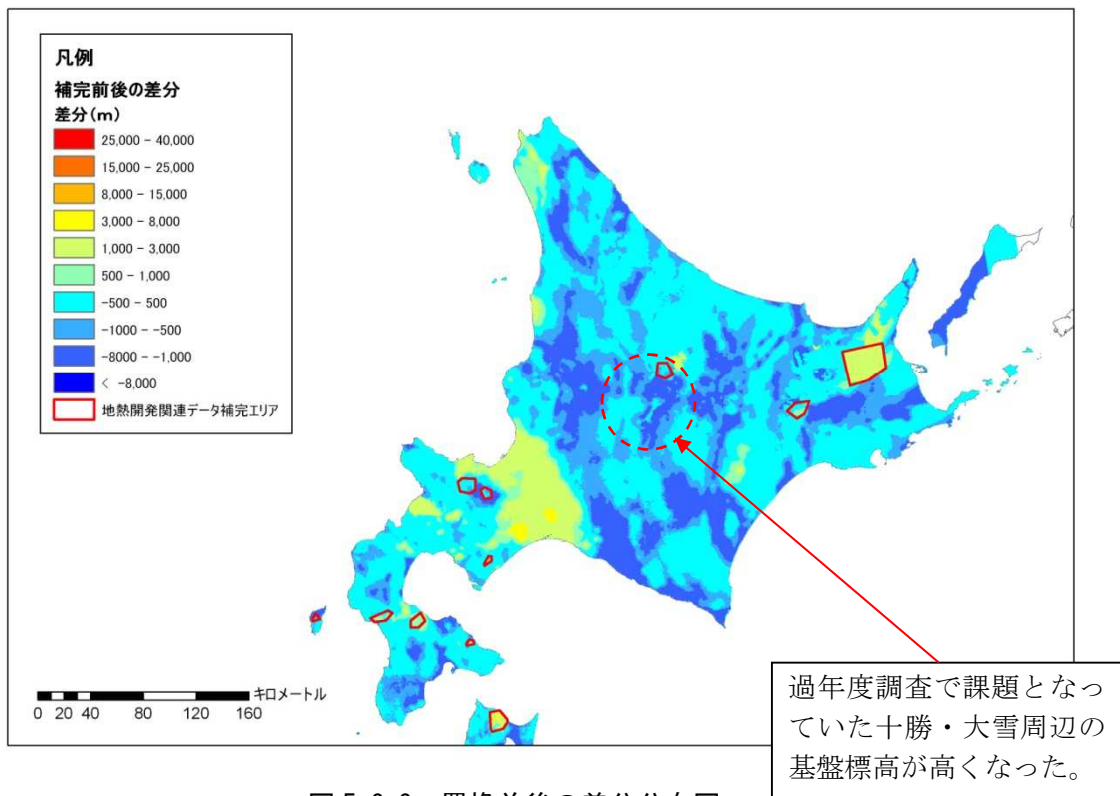 凡例
補完前後の差分
差分(m)
25,000 - 40,000
15,000 - 25,000
8,000 - 15,000
3,000 - 8,000
1,000 - 3,000
500 - 1,000
-500 - 500
-1000 - -500
-8000 - -1,000
< -8,000
地熱開発関連データ補完エリア
キロメートル
0 20 40 80 120 160
過年度調査で課題となっ
ていた十勝・大雪周辺の
基盤標高が高くなった。